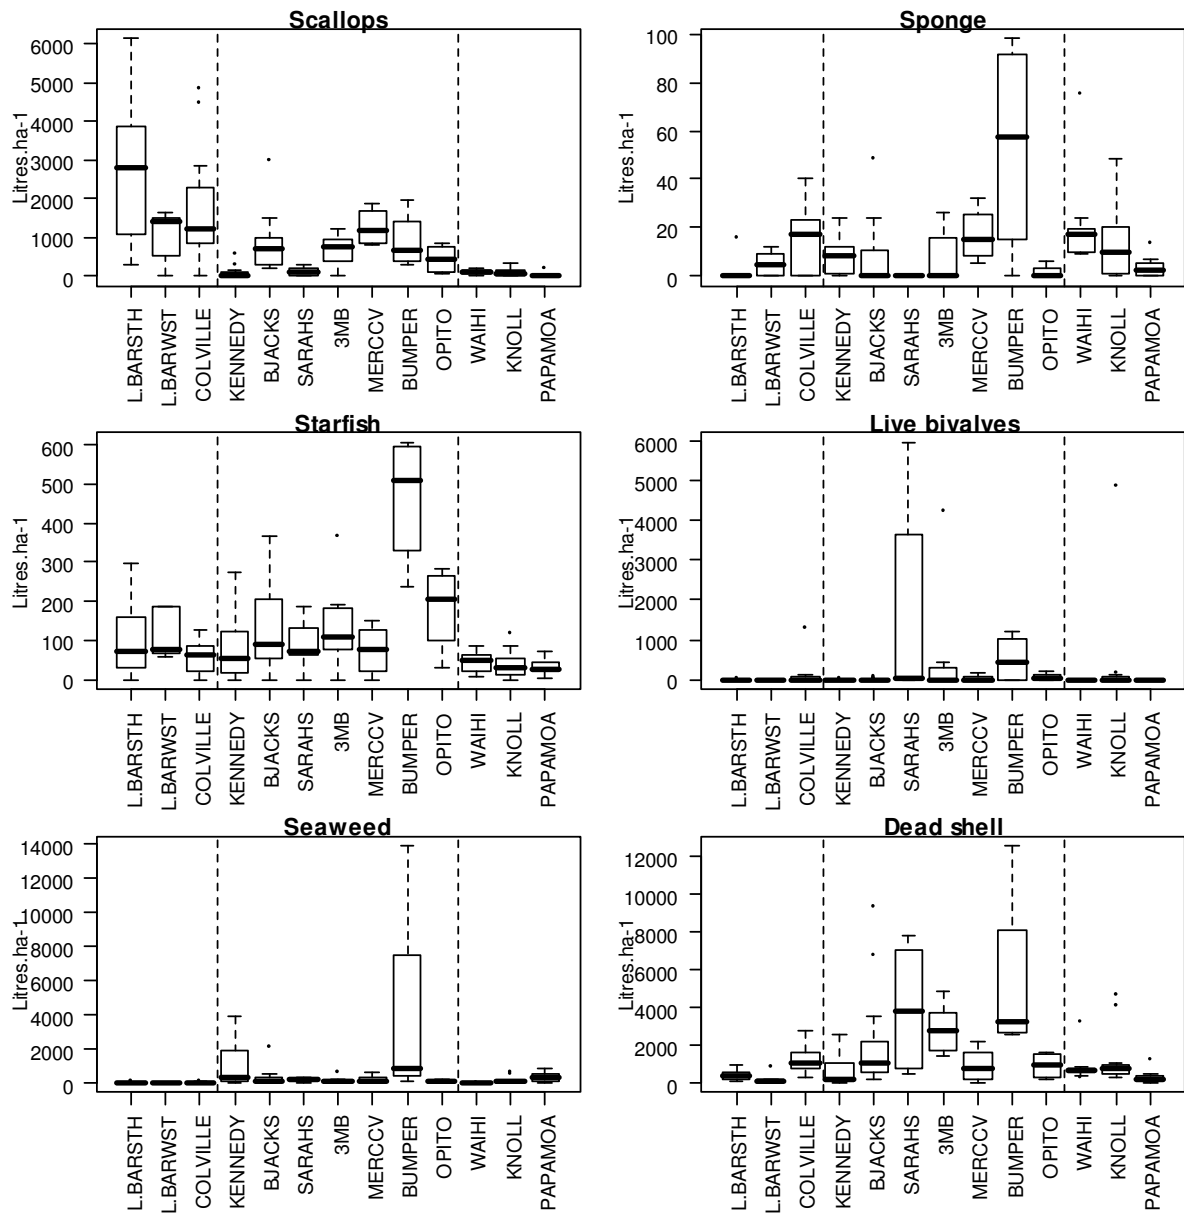 Scallops
Litres.ha-1
6000
5000
4000
3000
2000
1000
0
L.BARSTH
L.BARWST
COLVILLE
KENNEDY
BJACKS
SARAHS
3MB
MERCCV
BUMPER
OPITO
WAIHI
KNOLL
PAPAMOA
Sponge
Litres.ha-1
100
80
60
40
20
0
L.BARSTH
L.BARWST
COLVILLE
KENNEDY
BJACKS
SARAHS
3MB
MERCCV
BUMPER
OPITO
WAIHI
KNOLL
PAPAMOA
Starfish
Litres.ha-1
600
500
400
300
200
100
0
L.BARSTH
L.BARWST
COLVILLE
KENNEDY
BJACKS
SARAHS
3MB
MERCCV
BUMPER
OPITO
WAIHI
KNOLL
PAPAMOA
Live bivalves
Litres.ha-1
6000
5000
4000
3000
2000
1000
0
L.BARSTH
L.BARWST
COLVILLE
KENNEDY
BJACKS
SARAHS
3MB
MERCCV
BUMPER
OPITO
WAIHI
KNOLL
PAPAMOA
Seaweed
Litres.ha-1
14000
12000
10000
8000
6000
4000
2000
0
L.BARSTH
L.BARWST
COLVILLE
KENNEDY
BJACKS
SARAHS
3MB
MERCCV
BUMPER
OPITO
WAIHI
KNOLL
PAPAMOA
Dead shell
Litres.ha-1
12000
10000
8000
6000
4000
2000
0
L.BARSTH
L.BARWST
COLVILLE
KENNEDY
BJACKS
SARAHS
3MB
MERCCV
BUMPER
OPITO
WAIHI
KNOLL
PAPAMOA